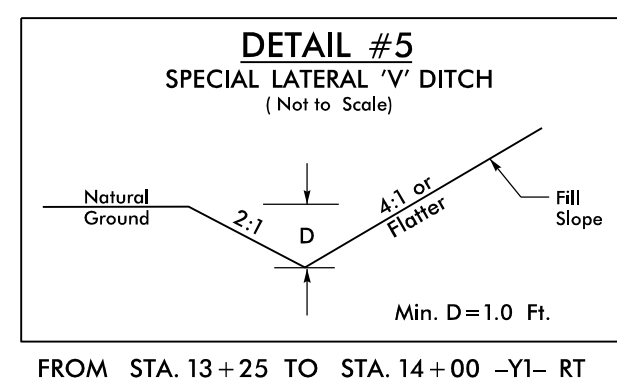 DETAIL #5
SPECIAL LATERAL 'V' DITCH
( Not to Scale)
Natural
Ground
2:1
D
4:1 or
Flatter
Fill
Slope
Min. D=1.0 Ft.
FROM STA. 13+25 TO STA. 14+00 -Y1- RT